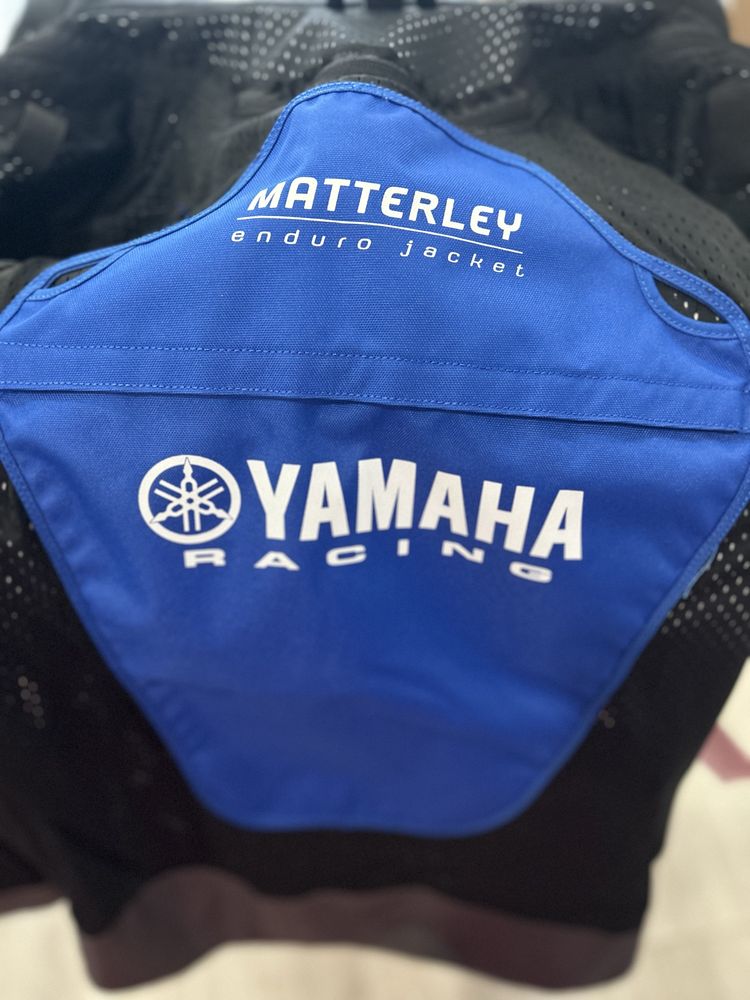 MATTERLEY
enduro jacket
YAMAHA
RACING